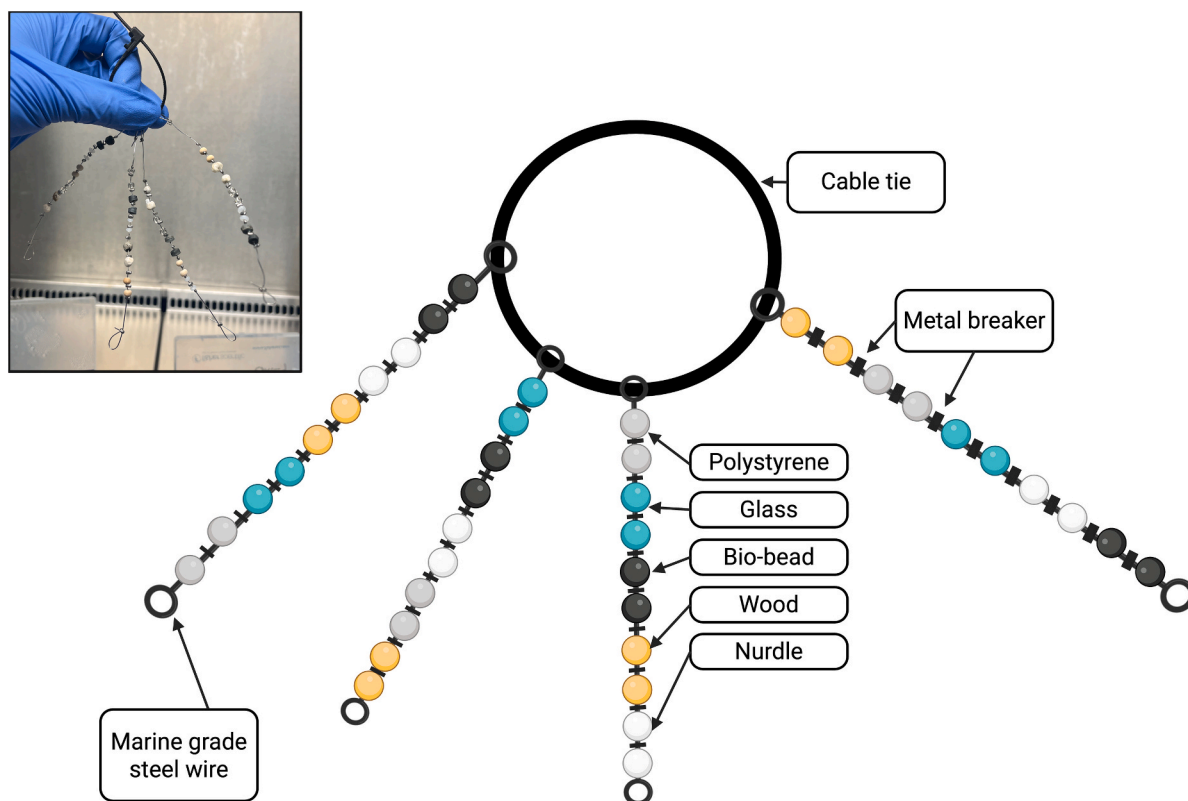 Cable tie
Metal breaker
Polystyrene
Glass
Bio-bead
Wood
Nurdle
Marine grade
steel wire